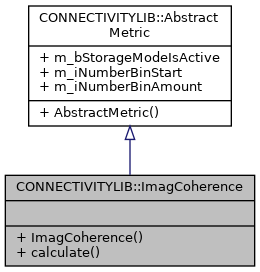 CONNECTIVITYLIB::Abstract
Metric
+ m_bStorageModeIsActive
+ m_iNumberBinStart
+ m_iNumberBinAmount
+ AbstractMetric()
CONNECTIVITYLIB::ImagCoherence
+ ImagCoherence()
+ calculate()